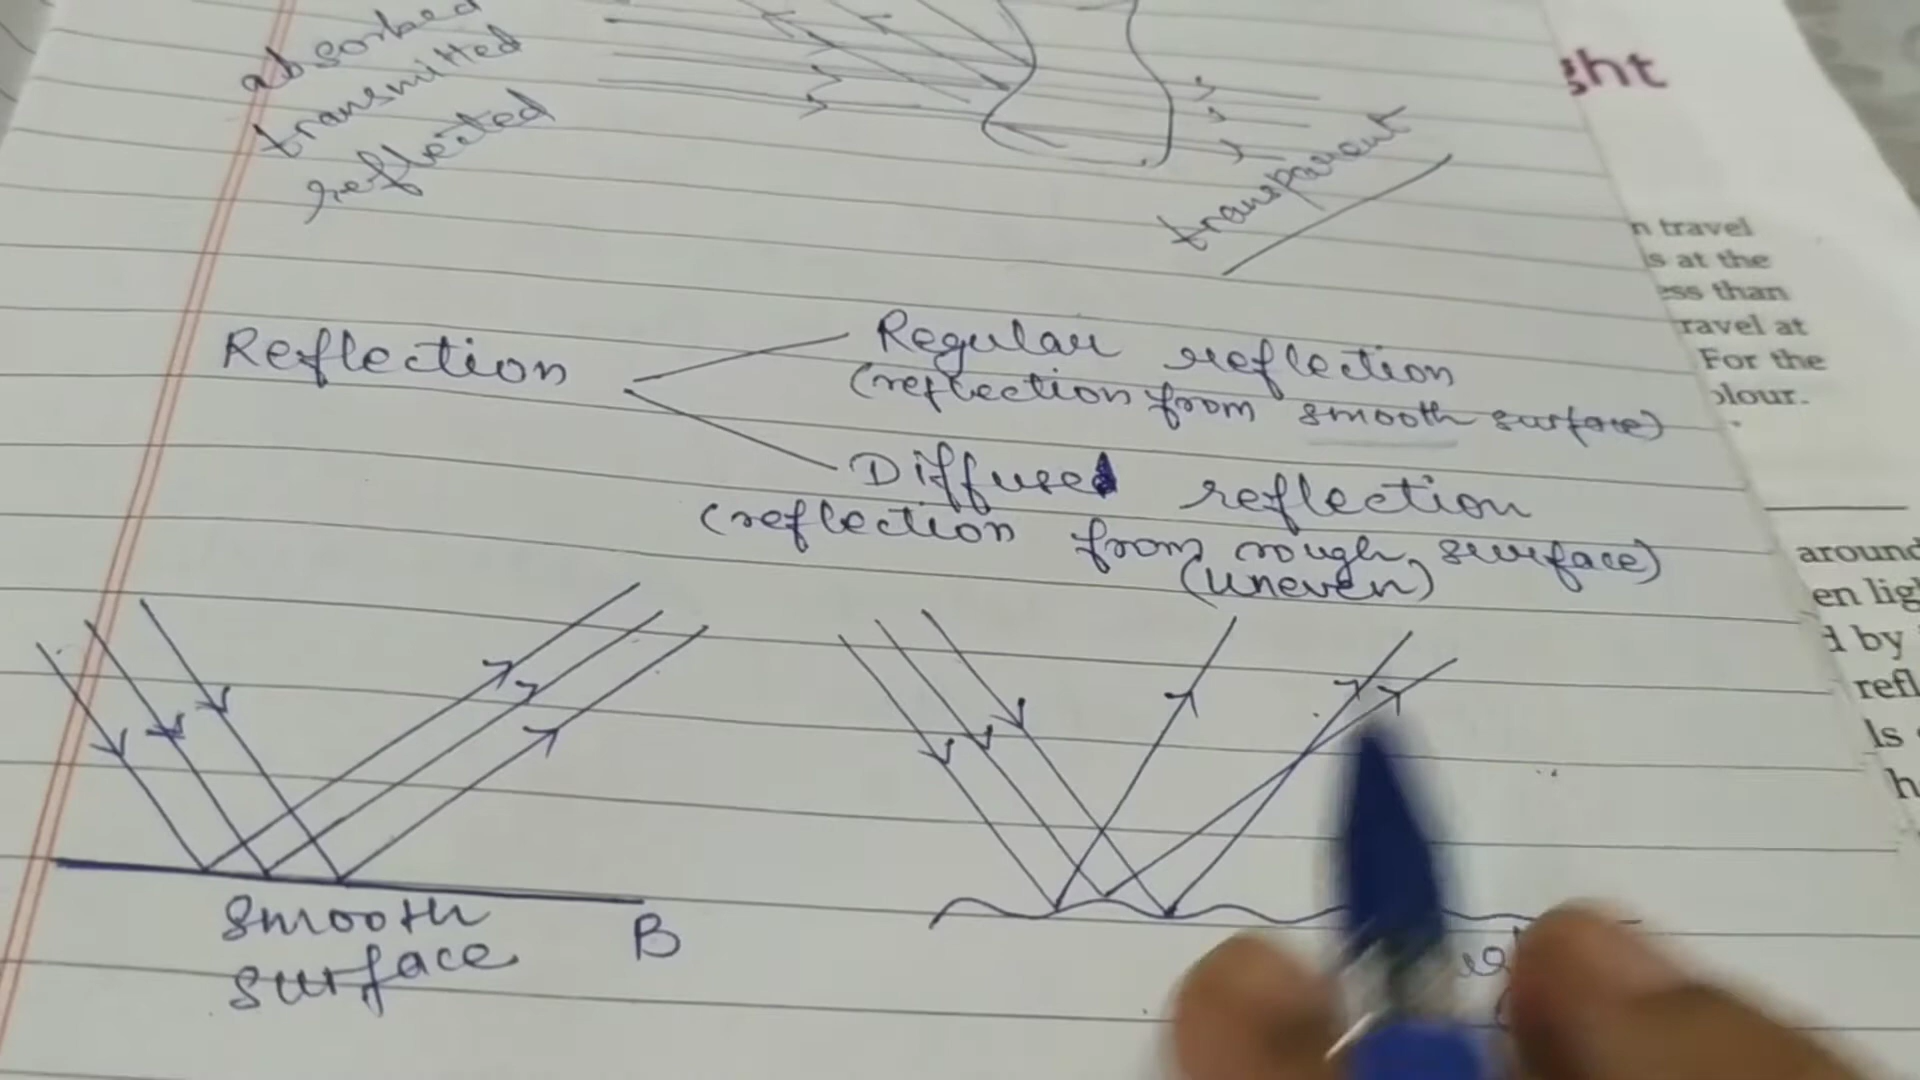 absorbed
transmitted
reflected
transparent
Reflection
Regular reflection
(reflection from smooth surface)
Diffused reflection
(reflection from rough surface)
(uneven)
smooth
surface
B
ght
n travel
s at the
ess than
ravel at
For the
olour.
around
en lig
d by
refl
ls
h